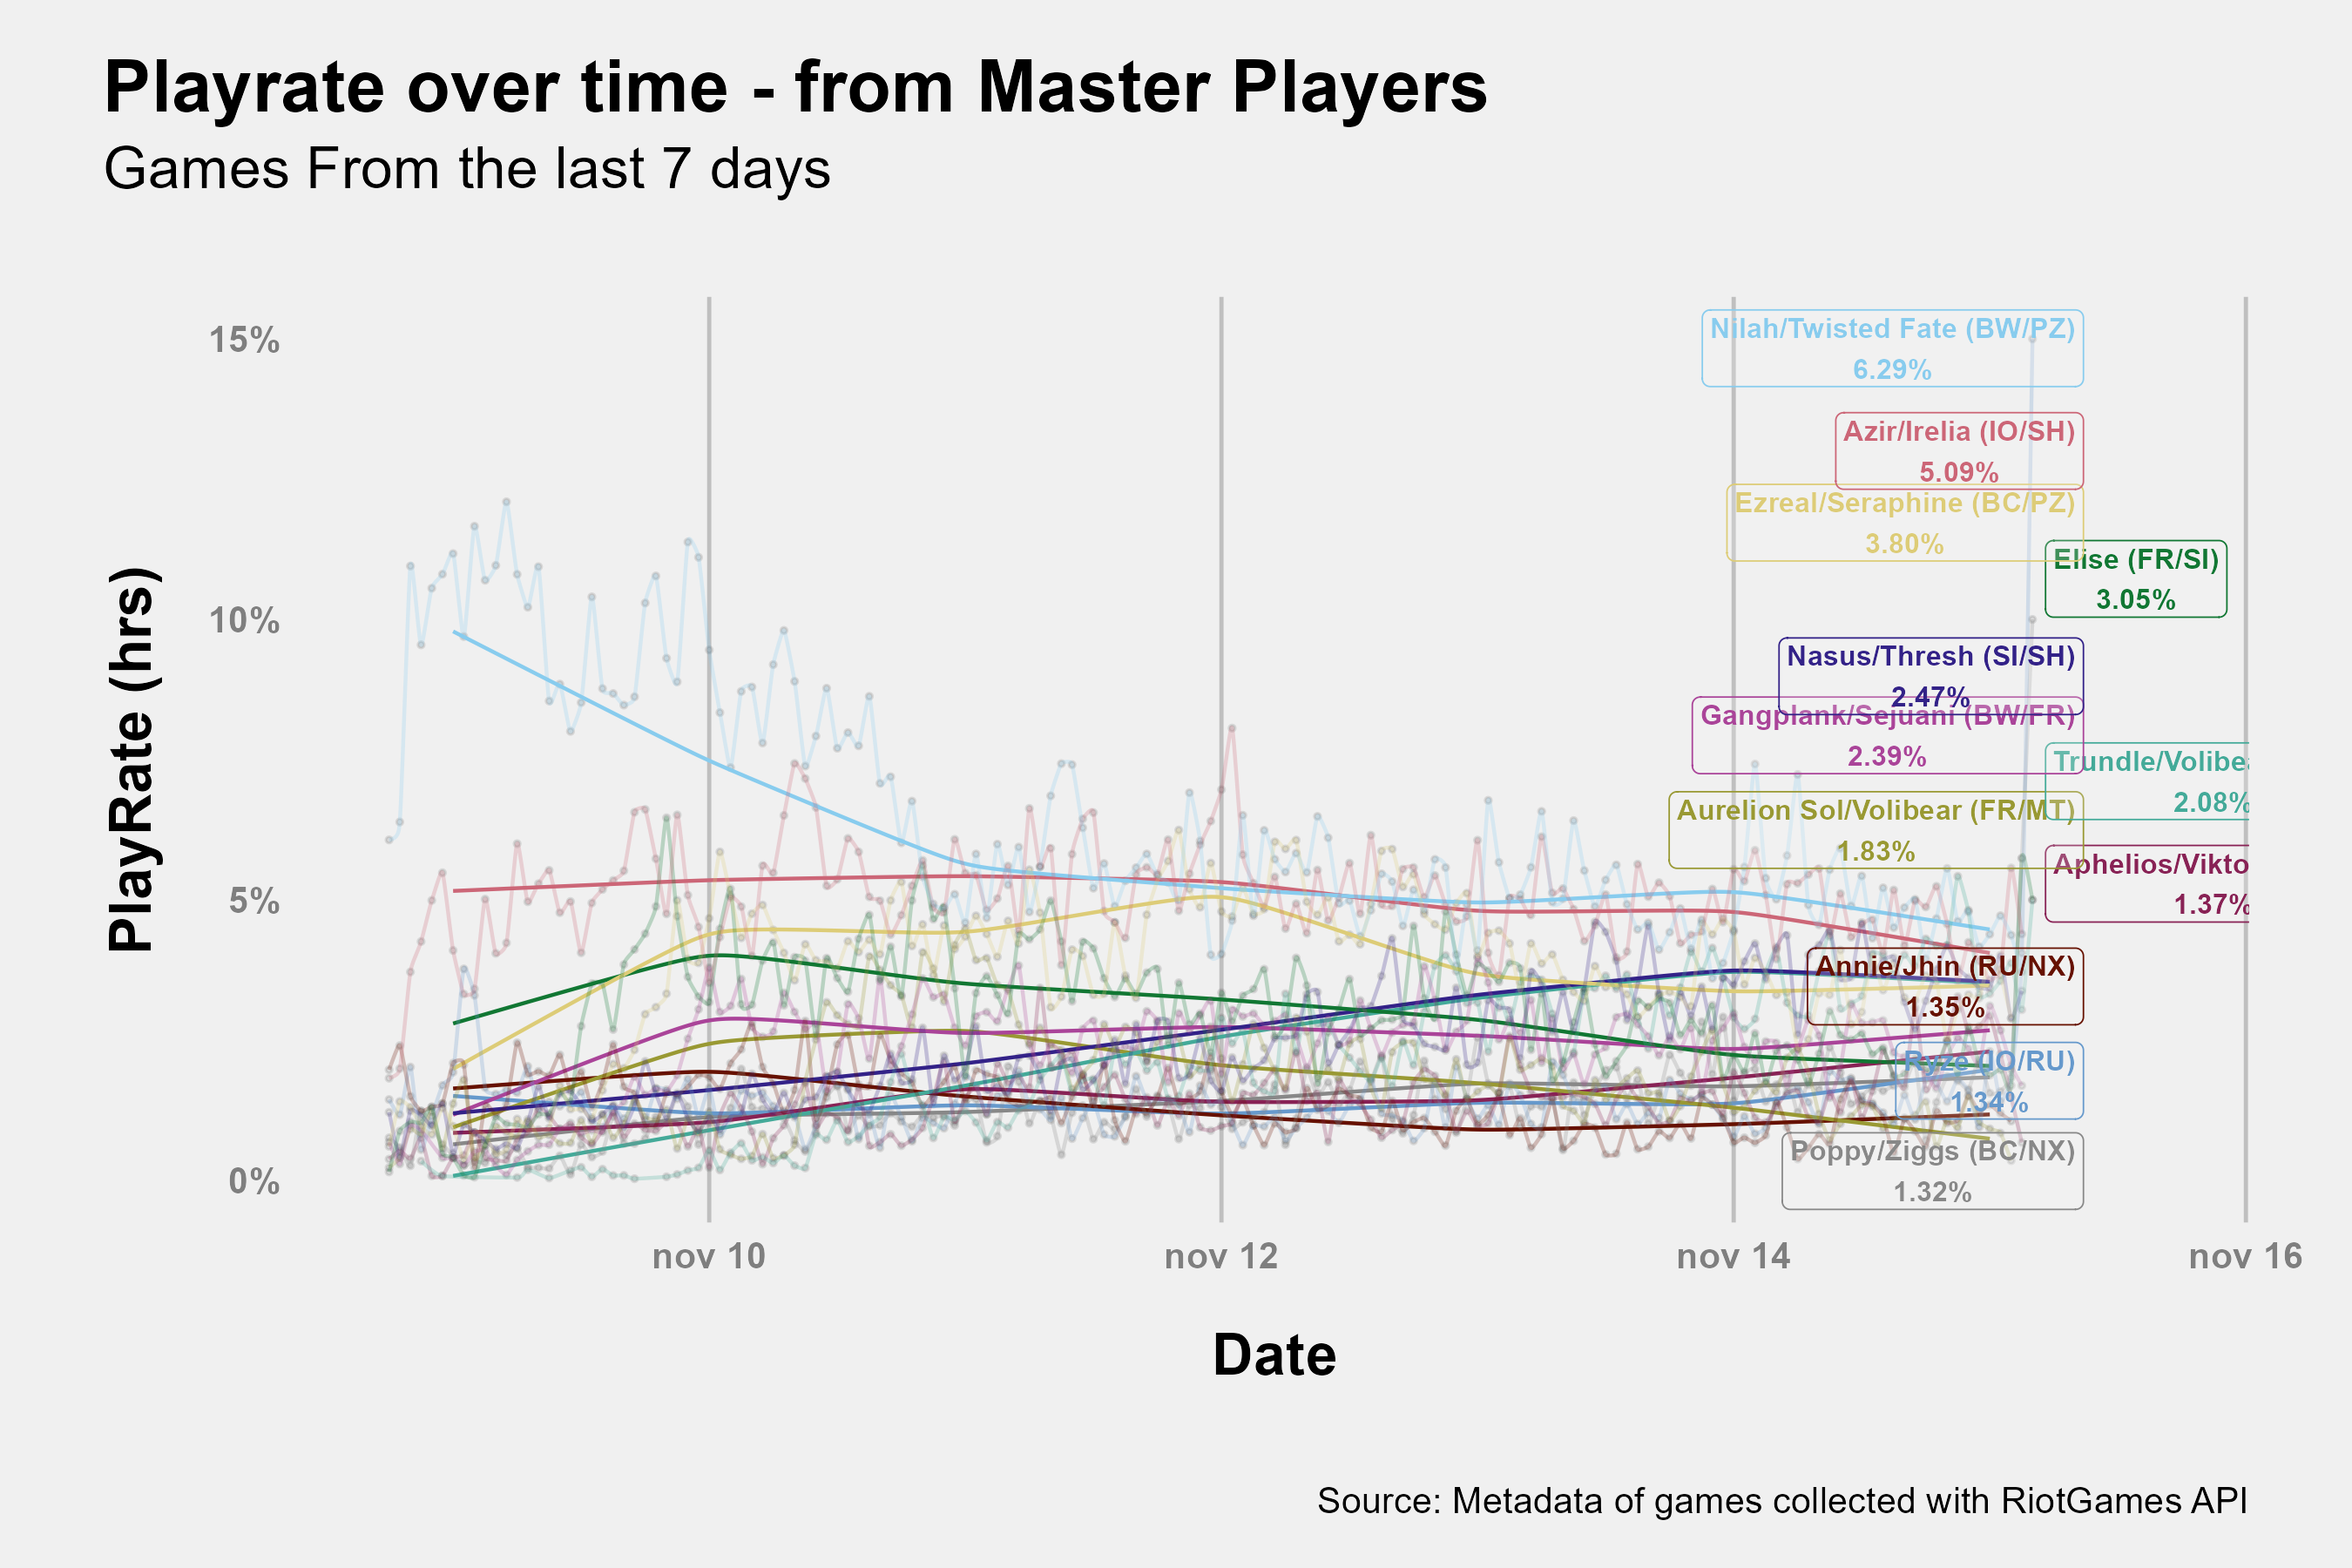 Playrate over time - from Master Players
Games From the last 7 days
PlayRate (hrs)
15%
10%
5%
0%
Nilah/Twisted Fate (BW/PZ)
6.29%
Azir/Irelia (IO/SH)
5.09%
Ezreal/Seraphine (BC/PZ)
3.80%
Elise (FR/SI)
3.05%
Nasus/Thresh (SI/SH)
2.47%
Gangplank/Sejuani (BW/FR)
2.39%
Trundle/Volibe
2.08%
Aurelion Sol/Volibear (FR/MT)
1.83%
Aphelios/Vikto
1.37%
Annie/Jhin (RU/NX)
1.35%
Ryze (IO/RU)
1.34%
Poppy/Ziggs (BC/NX)
1.32%
nov 10
nov 12
nov 14
nov 16
Date
Source: Metadata of games collected with RiotGames API